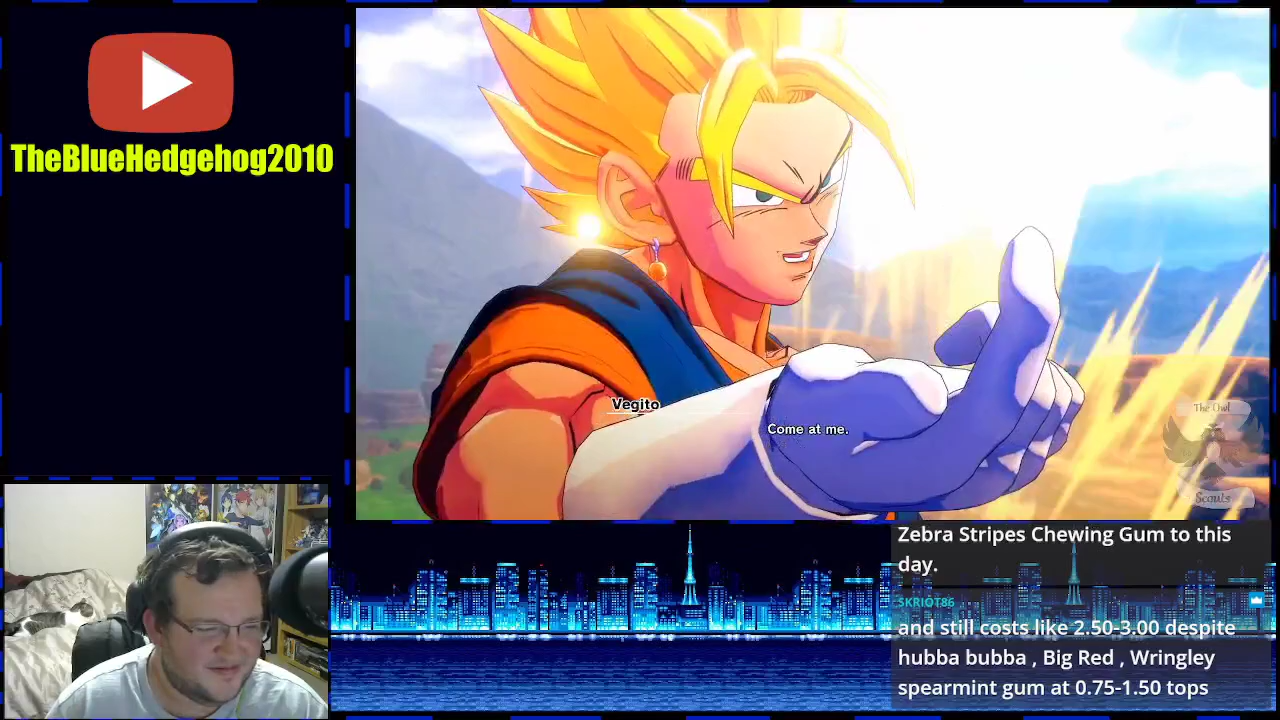 TheBlueHedgehog2010
Vegito
Come at me.
The Owl
Scouts
Zebra Stripes Chewing Gum to this
day.
SKRIOT86
and still costs like 2.50-3.00 despite
hubba bubba , Big Red , Wringley
spearmint gum at 0.75-1.50 tops